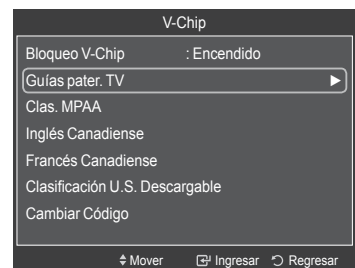 V-Chip
Bloqueo V-Chip : Encendido
Guías pater. TV
Clas. MPAA
Inglés Canadiense
Francés Canadiense
Clasificación U.S. Descargable
Cambiar Código
Mover Ingresar Regresar